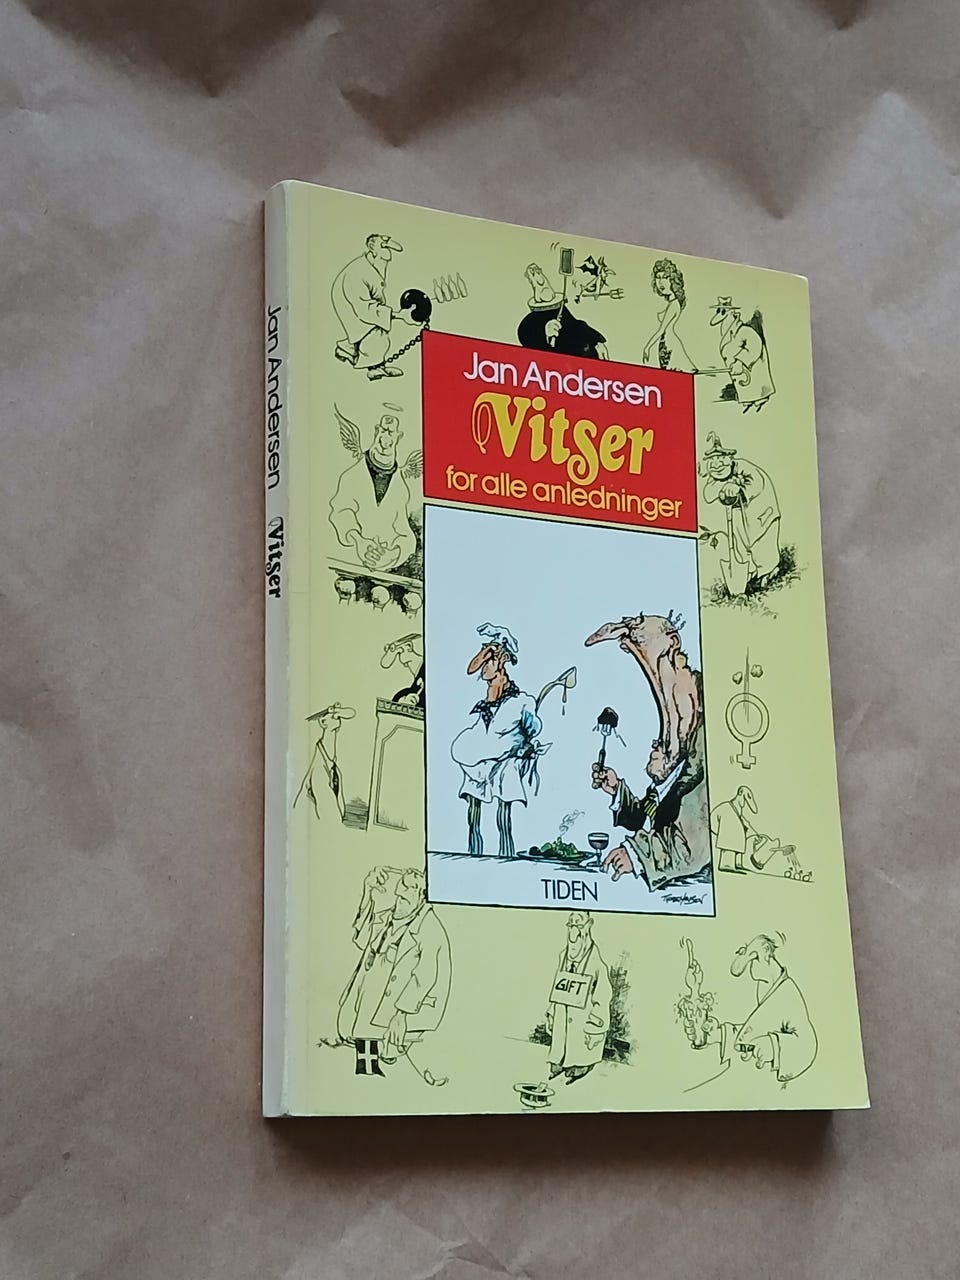 Jan Andersen Vitser
Jan Andersen
Vitser
for alle anledninger
TIDEN
GIFT